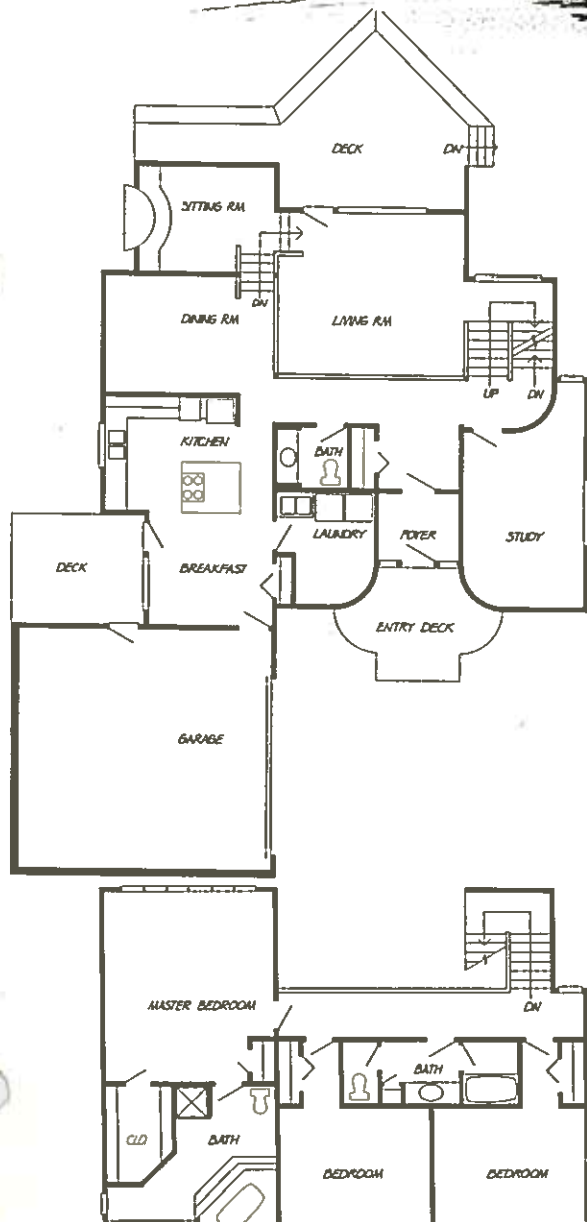 DECK
DN
SITTING RM
DN
DINING RM
LIVING RM
UP
DN
KITCHEN
BATH
LAUNDRY
FOYER
STUDY
DECK
BREAKFAST
ENTRY DECK
GARAGE
MASTER BEDROOM
DN
BATH
CLO.
BATH
BEDROOM
BEDROOM